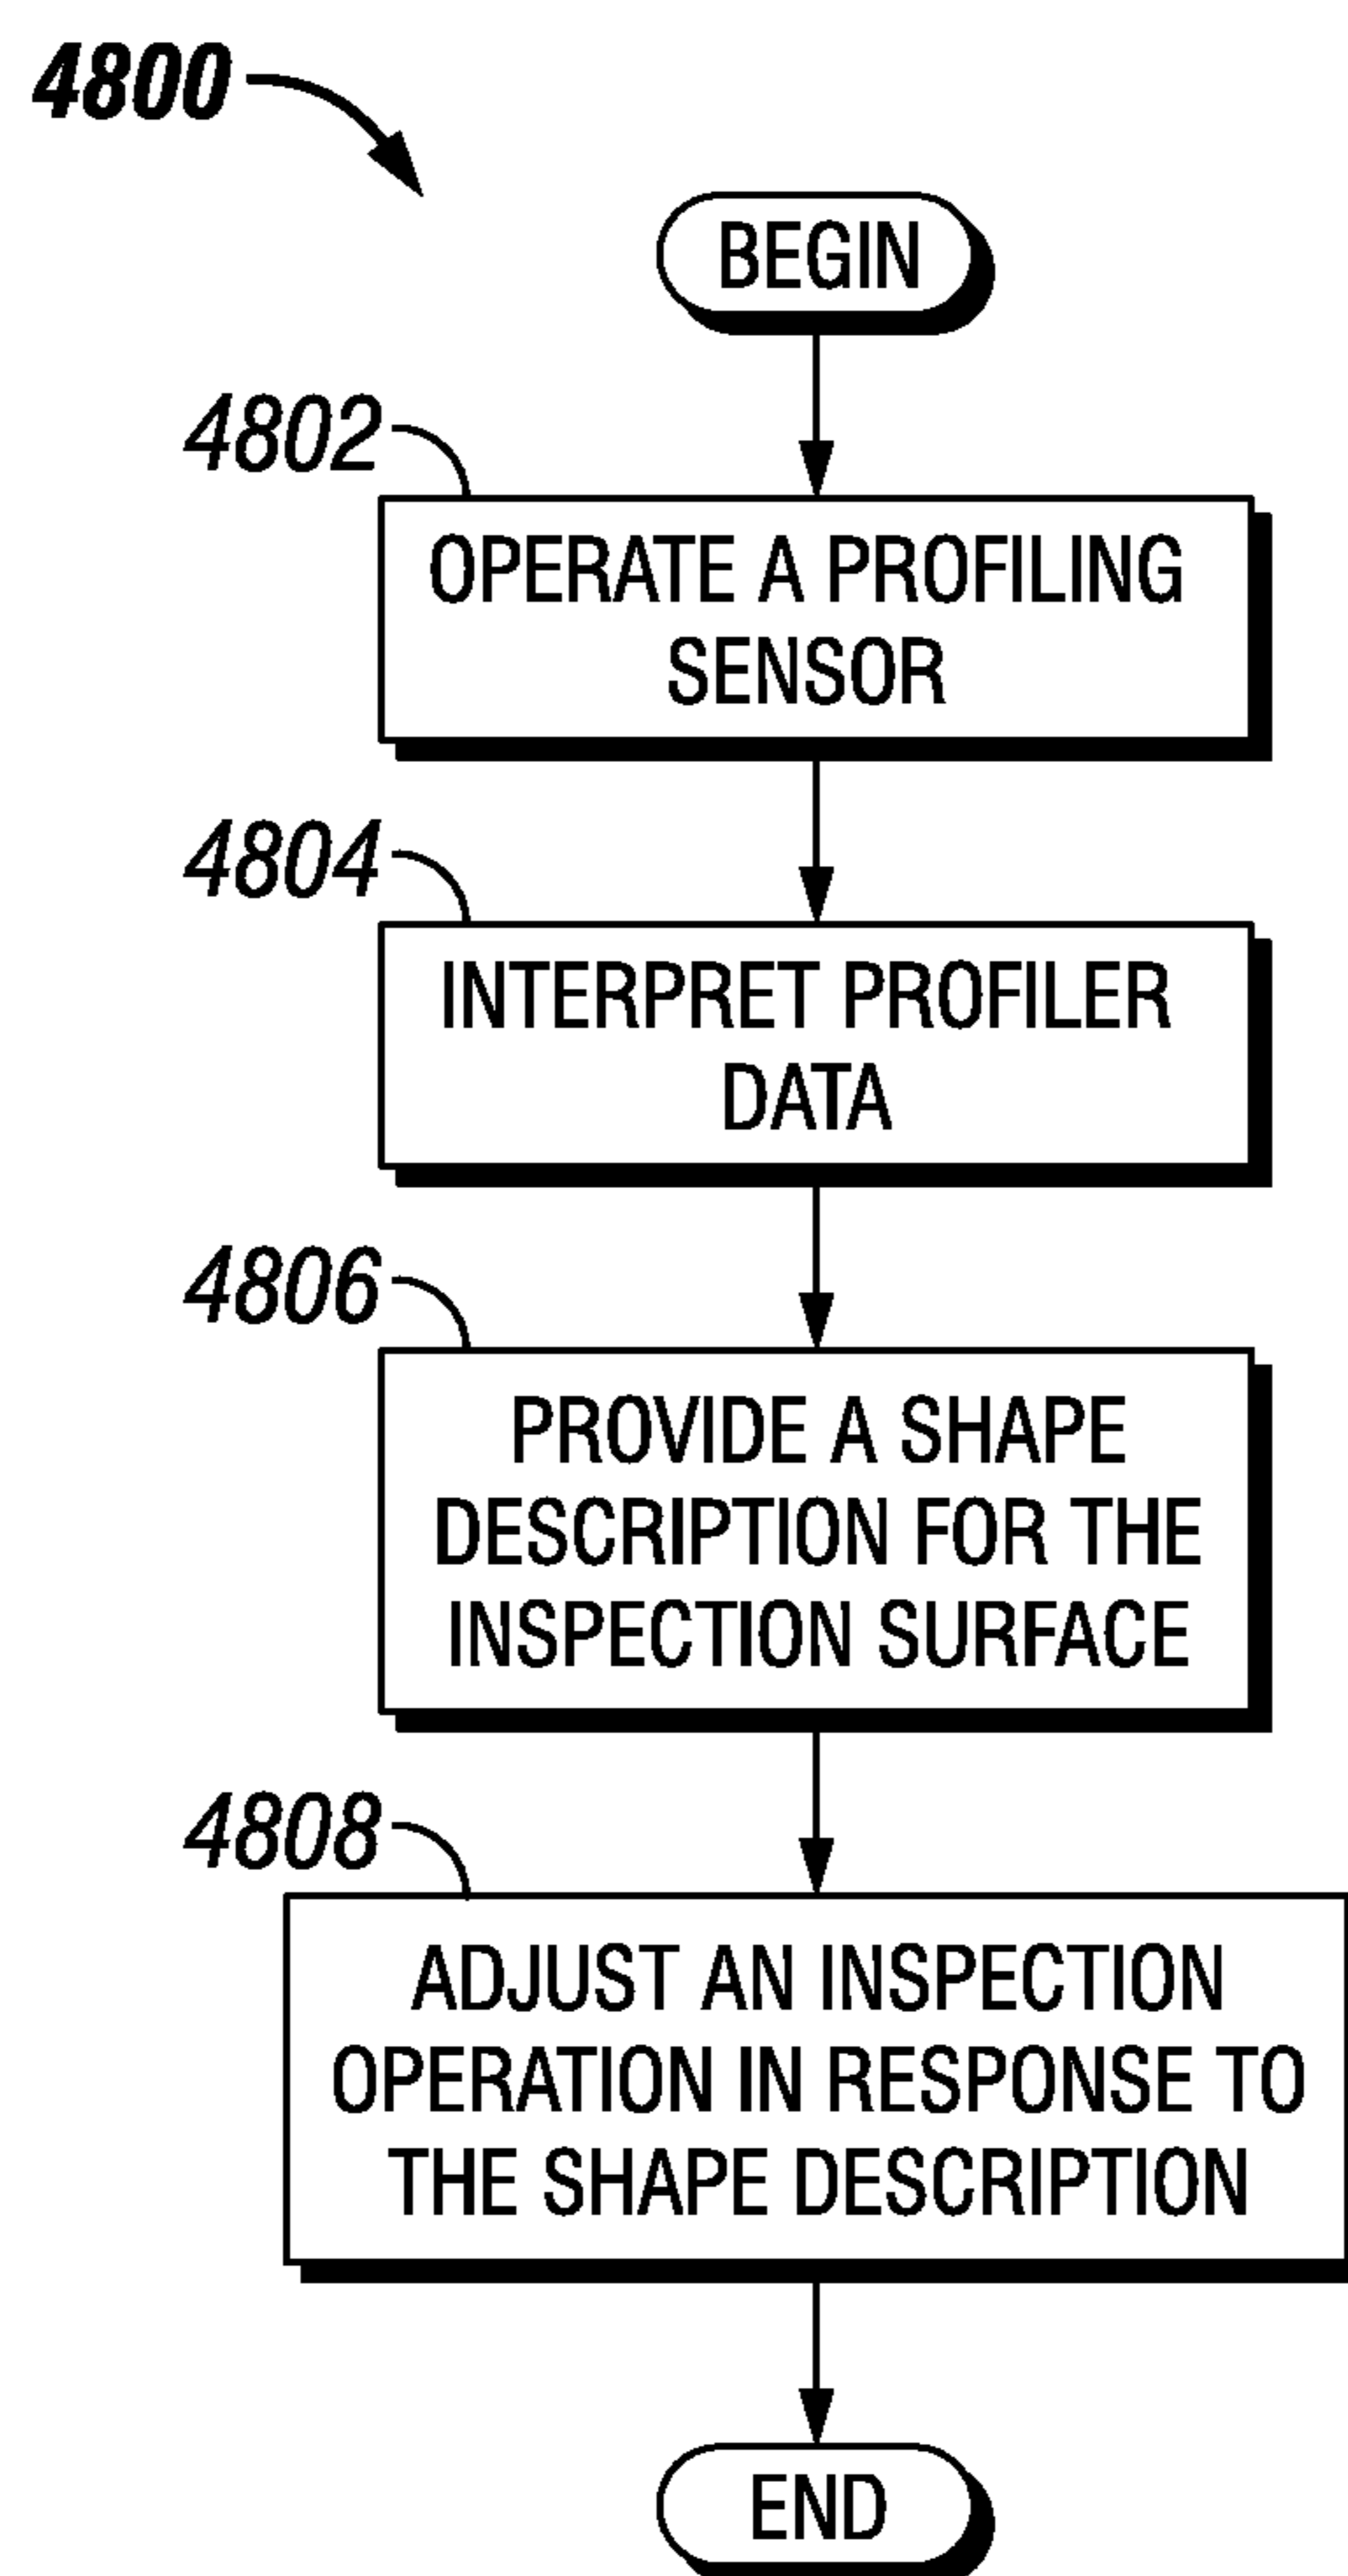 4800
BEGIN
4802
OPERATE A PROFILING
SENSOR
4804
INTERPRET PROFILER
DATA
4806
PROVIDE A SHAPE
DESCRIPTION FOR THE
INSPECTION SURFACE
4808
ADJUST AN INSPECTION
OPERATION IN RESPONSE TO
THE SHAPE DESCRIPTION
END